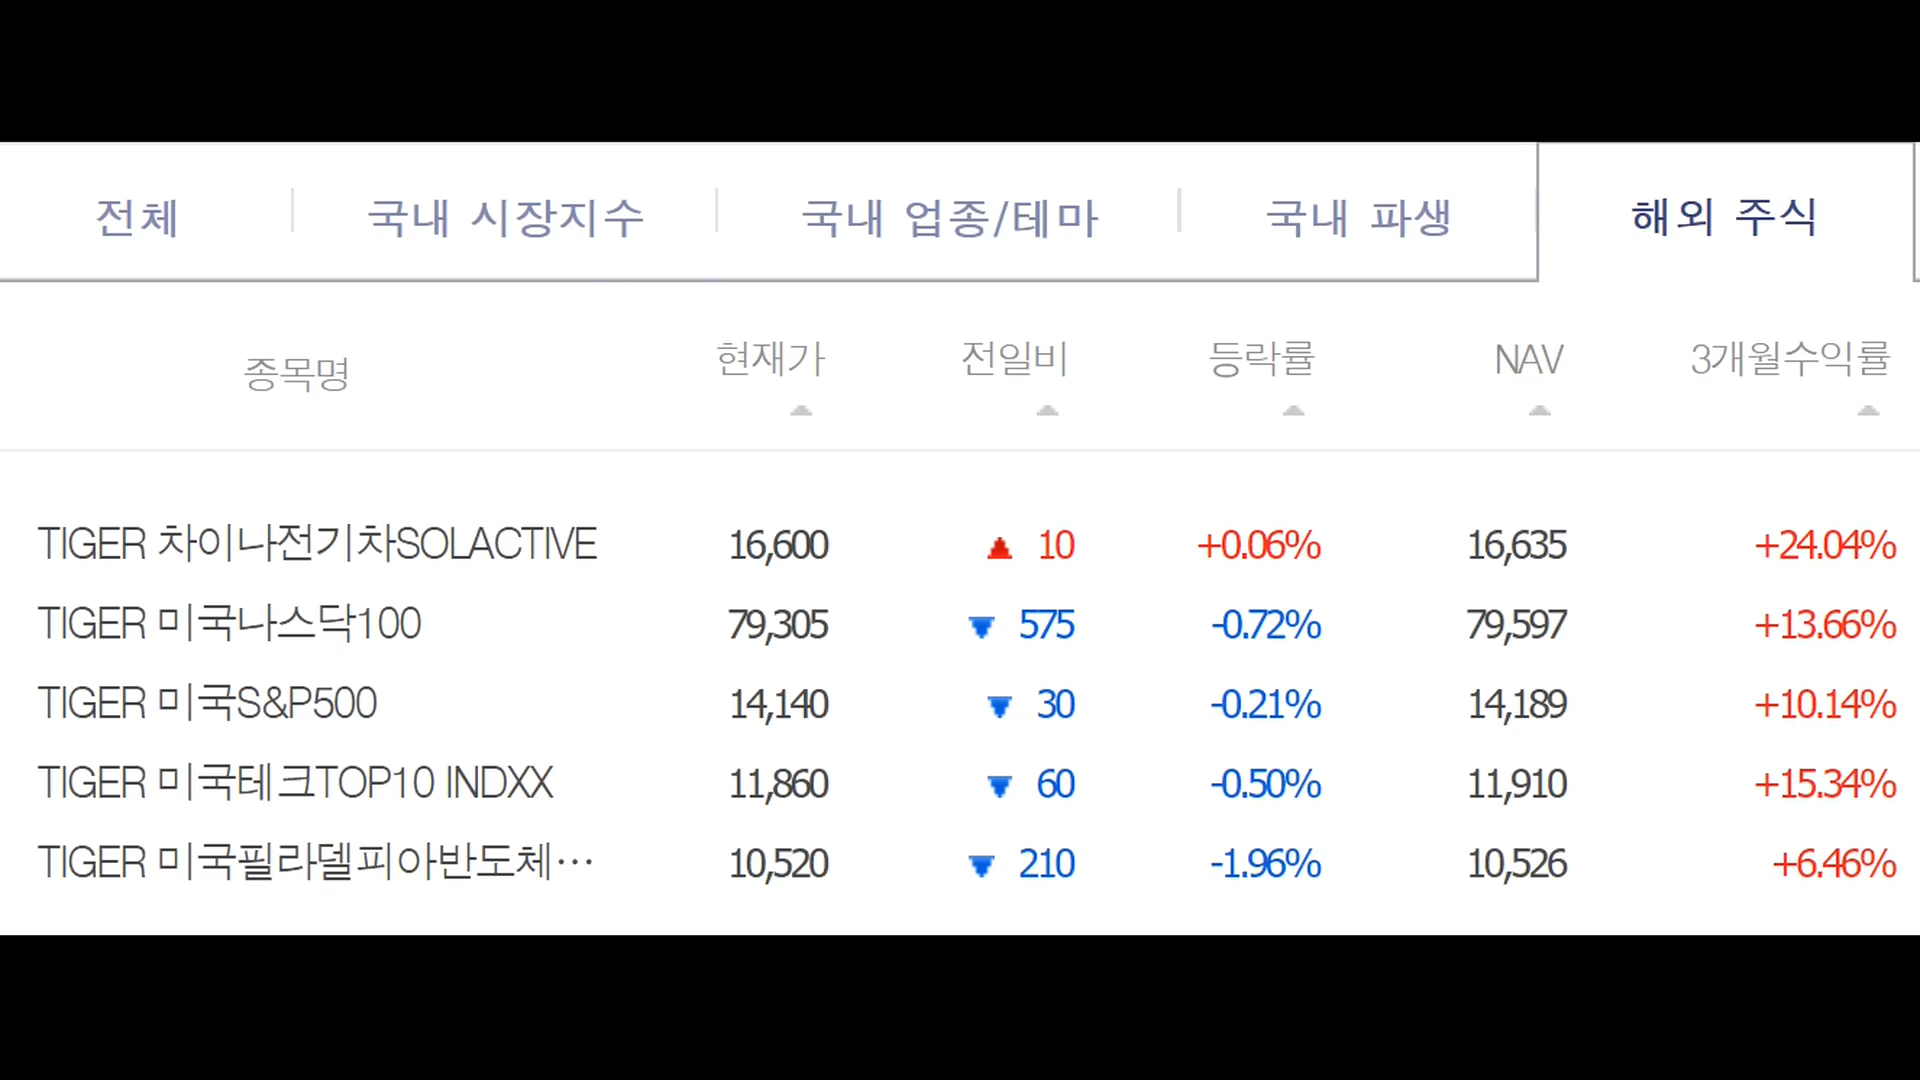 전체 국내 시장지수 국내 업종/테마 국내 파생 해외 주식
종목명 현재가 전일비 등락률 NAV 3개월수익률
TIGER 차이나전기차SOLACTIVE 16,600 ▲ 10 +0.06% 16,635 +24.04%
TIGER 미국나스닥100 79,305 ▼ 575 -0.72% 79,597 +13.66%
TIGER 미국S&P500 14,140 ▼ 30 -0.21% 14,189 +10.14%
TIGER 미국테크TOP10 INDXX 11,860 ▼ 60 -0.50% 11,910 +15.34%
TIGER 미국필라델피아반도체… 10,520 ▼ 210 -1.96% 10,526 +6.46%